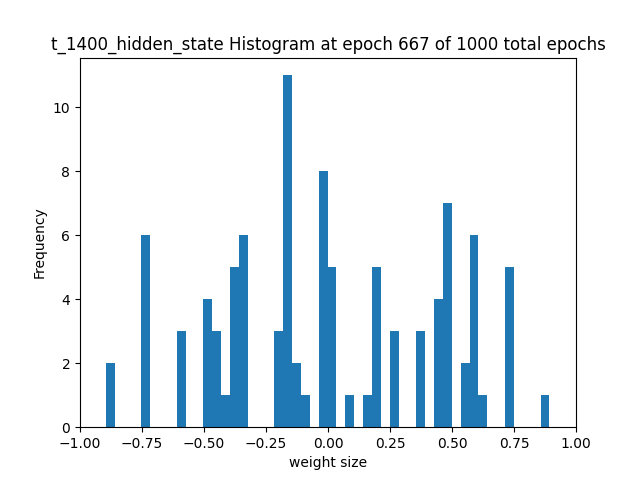 t_1400_hidden_state Histogram at epoch 667 of 1000 total epochs
Frequency
10
8
6
4
2
0
−1.00 −0.75 −0.50 −0.25 0.00 0.25 0.50 0.75 1.00
weight size